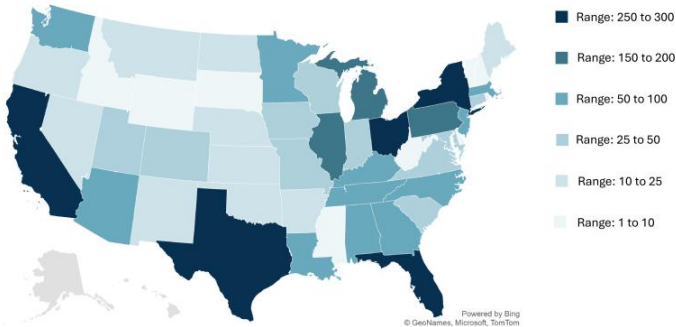 Range: 250 to 300
Range: 150 to 200
Range: 50 to 100
Range: 25 to 50
Range: 10 to 25
Range: 1 to 10
Powered by Bing
© GeoNames, Microsoft, TomTom